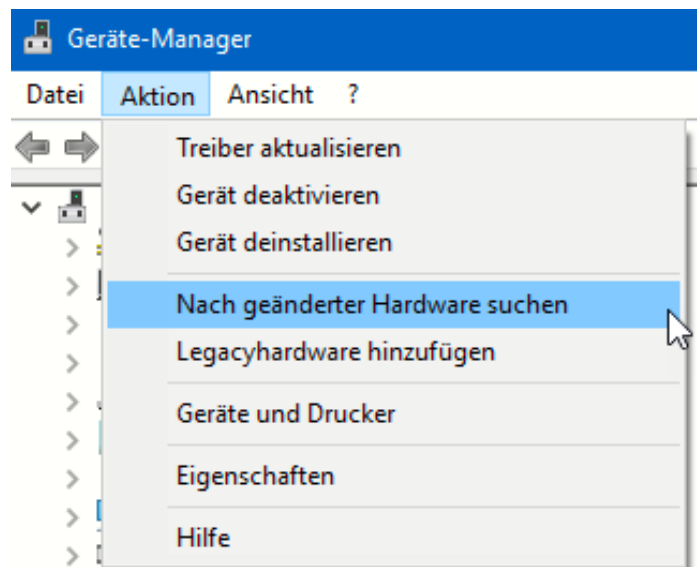 Geräte-Manager
Datei Aktion Ansicht ?
Treiber aktualisieren
Gerät deaktivieren
Gerät deinstallieren
Nach geänderter Hardware suchen
Legacyhardware hinzufügen
Geräte und Drucker
Eigenschaften
Hilfe